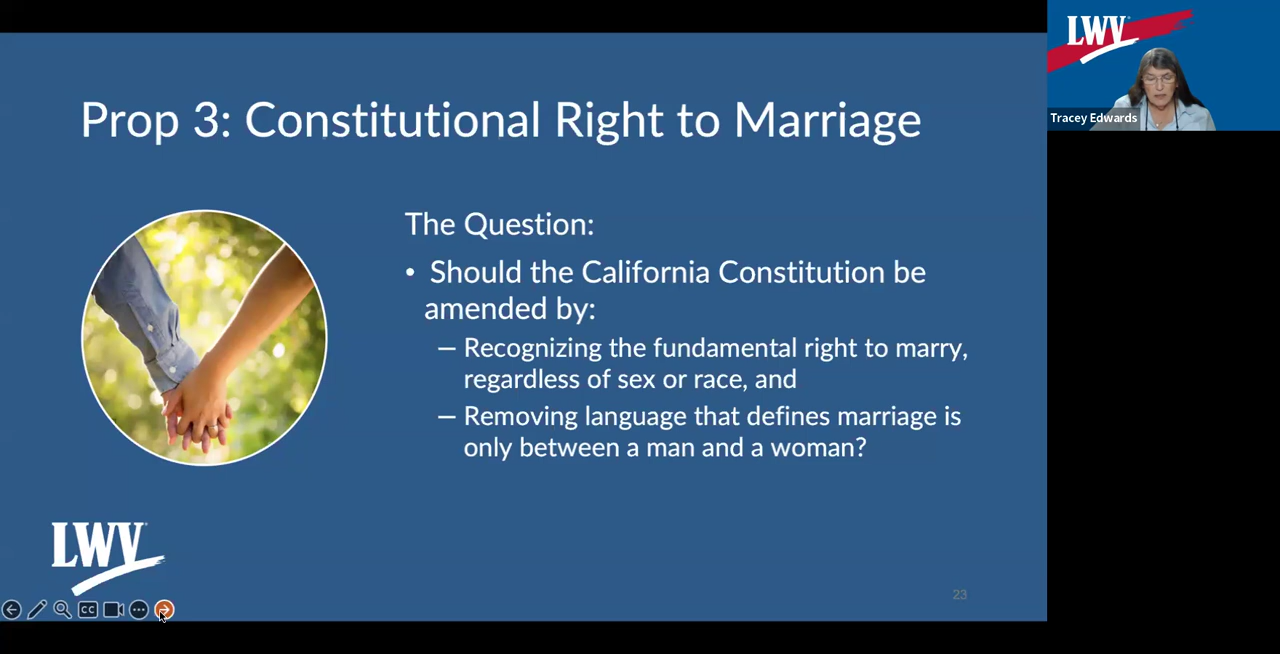 LWV
Tracey Edwards
Prop 3: Constitutional Right to Marriage
The Question:
• Should the California Constitution be
amended by:
– Recognizing the fundamental right to marry,
regardless of sex or race, and
– Removing language that defines marriage is
only between a man and a woman?
LWV
CC
23